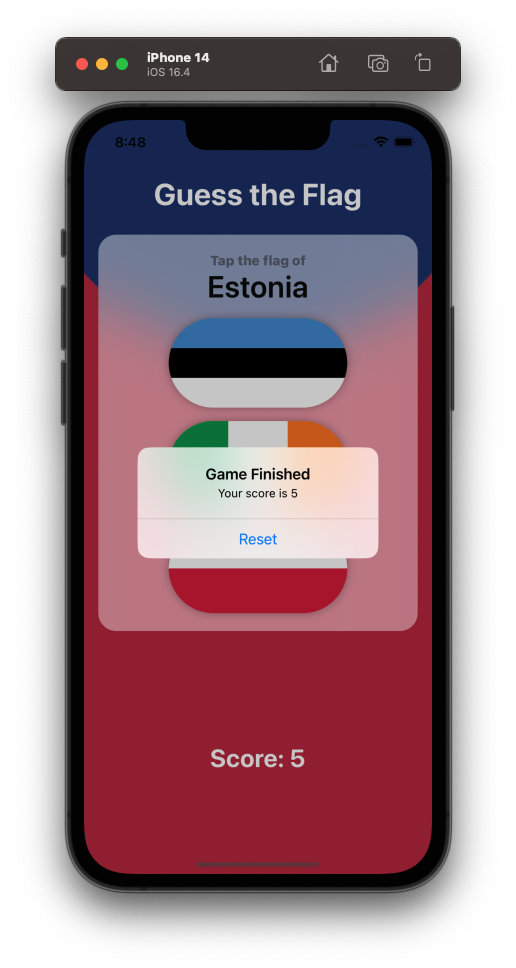 iPhone 14
iOS 16.4
8:48
Guess the Flag
Tap the flag of
Estonia
Game Finished
Your score is 5
Reset
Score: 5